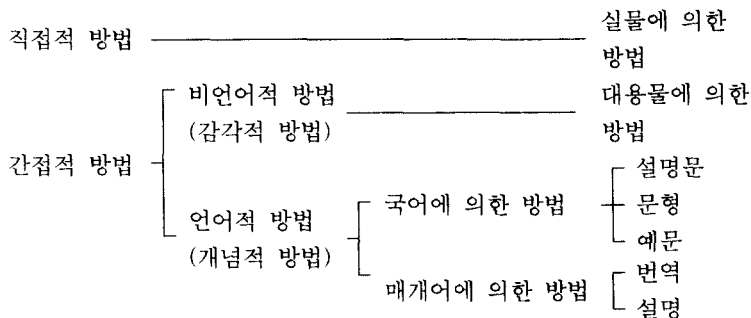 직접적 방법
실물에 의한
방법
간접적 방법
비언어적 방법
(감각적 방법)
대용물에 의한
방법
언어적 방법
(개념적 방법)
국어에 의한 방법
설명문
문형
예문
매개어에 의한 방법
번역
설명